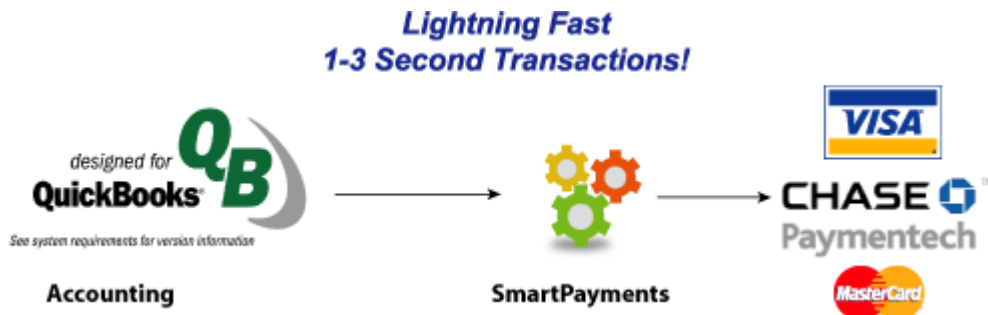 Lightning Fast
1-3 Second Transactions!
designed for
QB
QuickBooks®
See system requirements for version information
Accounting
SmartPayments
VISA
CHASE ™
Paymentech
MasterCard